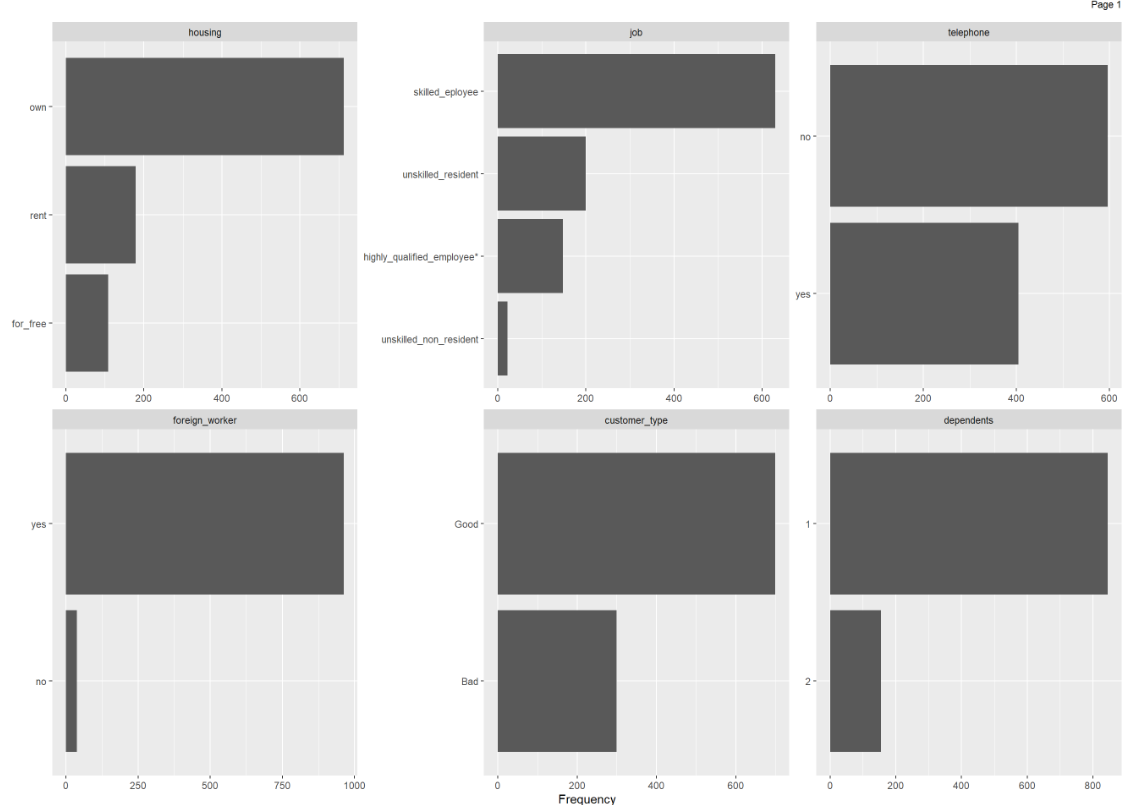 Page 1
housing
own
rent
for_free
0 200 400 600
job
skilled_eployee
unskilled_resident
highly_qualified_employee*
unskilled_non_resident
0 200 400 600
telephone
no
yes
0 200 400 600
foreign_worker
yes
no
0 250 500 750 1000
customer_type
Good
Bad
0 200 400 600
dependents
1
2
0 200 400 600 800
Frequency